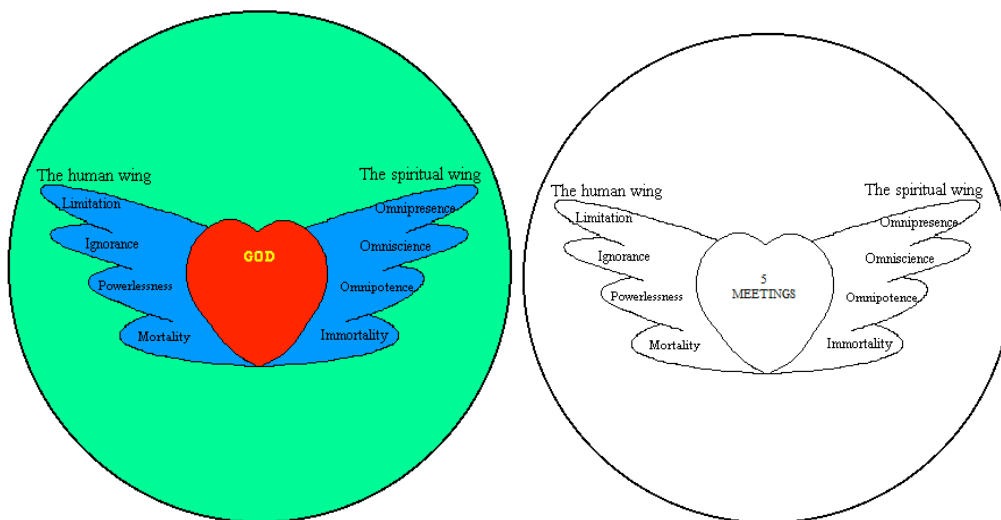 The human wing
The spiritual wing
Limitation
Omnipresence
Ignorance
GOD
Omniscience
Powerlessness
Omnipotence
Mortality
Immortality
The human wing
The spiritual wing
Limitation
Omnipresence
Ignorance
Omniscience
5
MEETINGS
Powerlessness
Omnipotence
Mortality
Immortality